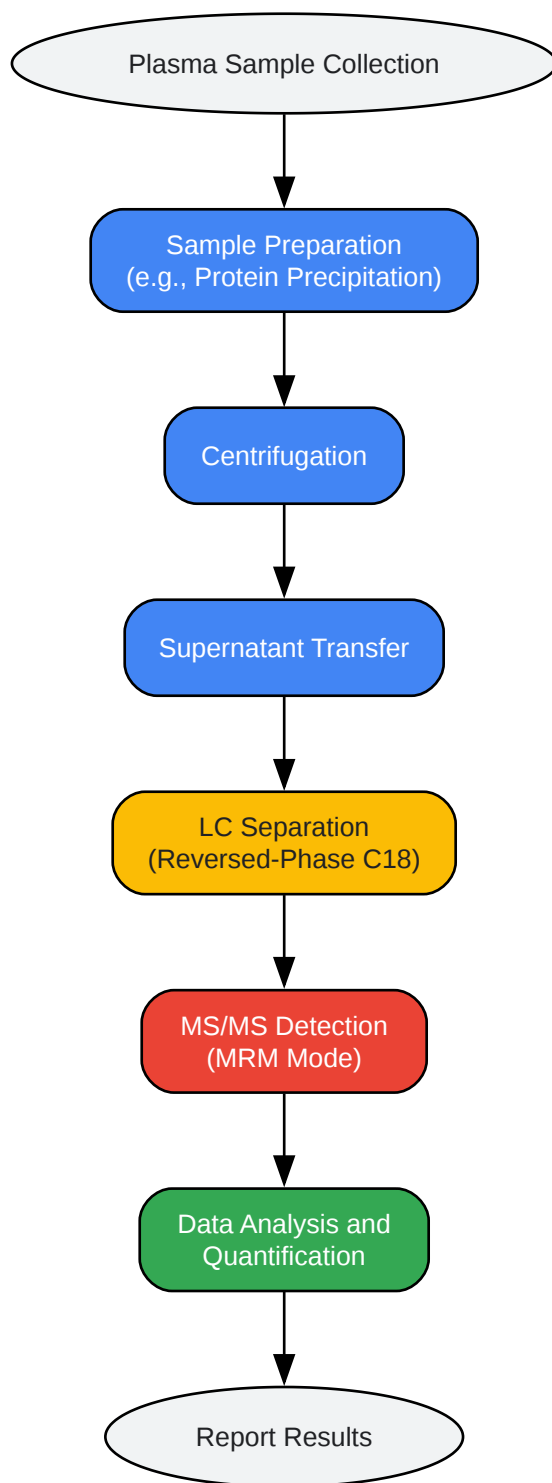 Plasma Sample Collection
Sample Preparation
(e.g., Protein Precipitation)
Centrifugation
Supernatant Transfer
LC Separation
(Reversed-Phase C18)
MS/MS Detection
(MRM Mode)
Data Analysis and
Quantification
Report Results